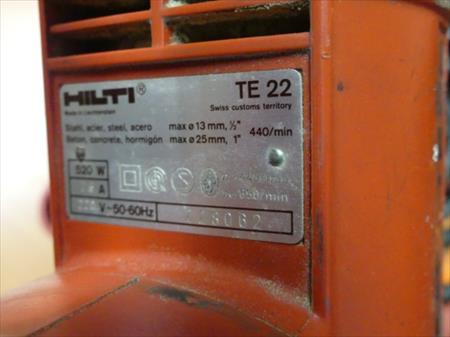 HILTI® TE 22
Made in Liechtenstein Swiss customs territory
Stahl, acier, steel, acero max ø 13 mm, ½" 440/min
Beton, concrete, hormigón max ø 25 mm, 1"
520 W
A /min
V~50-60Hz